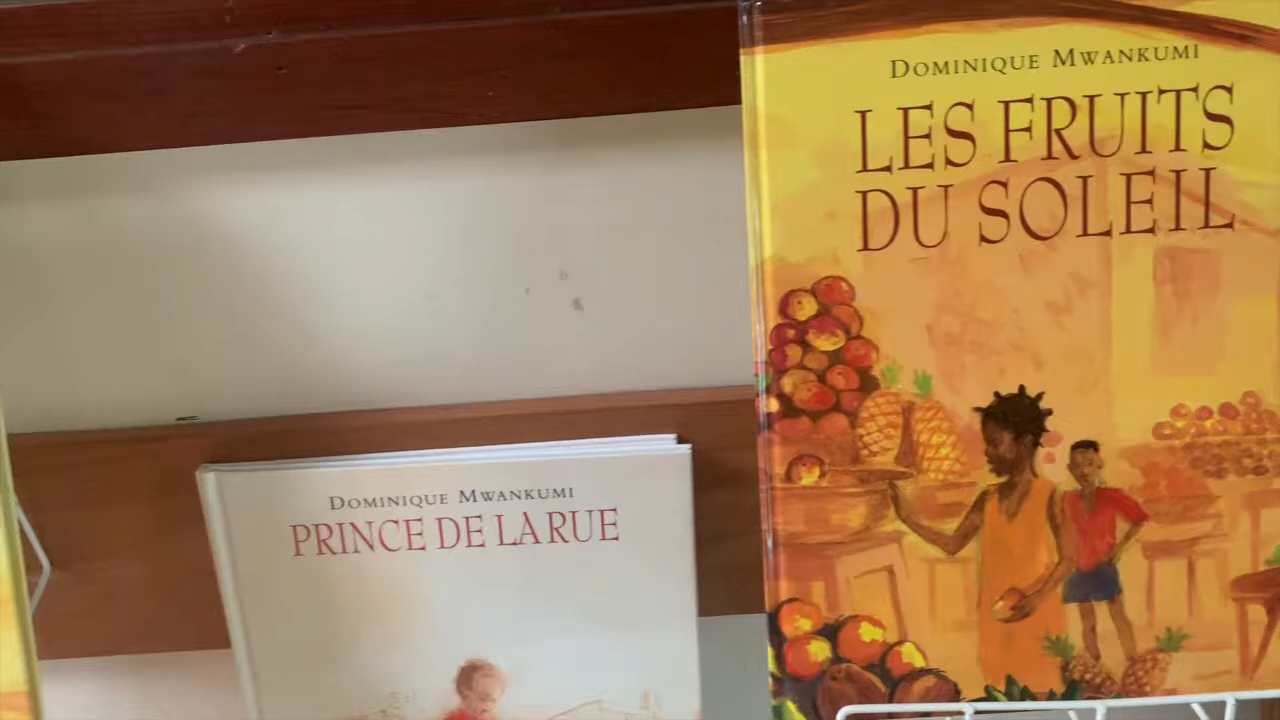 DOMINIQUE MWANKUMI
PRINCE DE LA RUE
DOMINIQUE MWANKUMI
LES FRUITS
DU SOLEIL